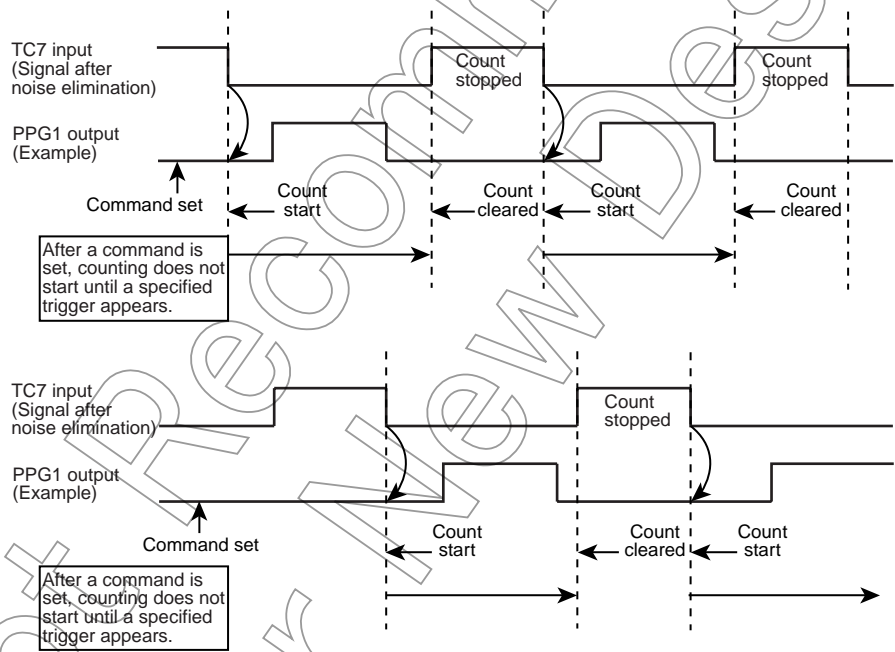 TC7 input
(Signal after
noise elimination)
Count
stopped
Count
stopped
PPG1 output
(Example)
Command set
Count
start
Count
cleared
Count
start
Count
cleared
After a command is
set, counting does not
start until a specified
trigger appears.
TC7 input
(Signal after
noise elimination)
Count
stopped
PPG1 output
(Example)
Command set
Count
start
Count
cleared
Count
start
After a command is
set, counting does not
start until a specified
trigger appears.